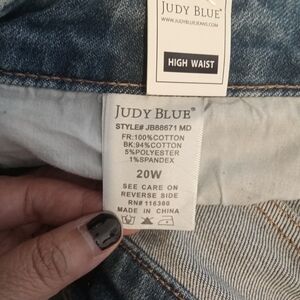 JUDY BLUE®
WWW.JUDYBLUEJEANS.COM
HIGH WAIST
JUDY BLUE®
STYLE# JB88671 MD
FR:100%COTTON
BK:94%COTTON
5%POLYESTER
1%SPANDEX
20W
SEE CARE ON
REVERSE SIDE
RN# 116380
MADE IN CHINA